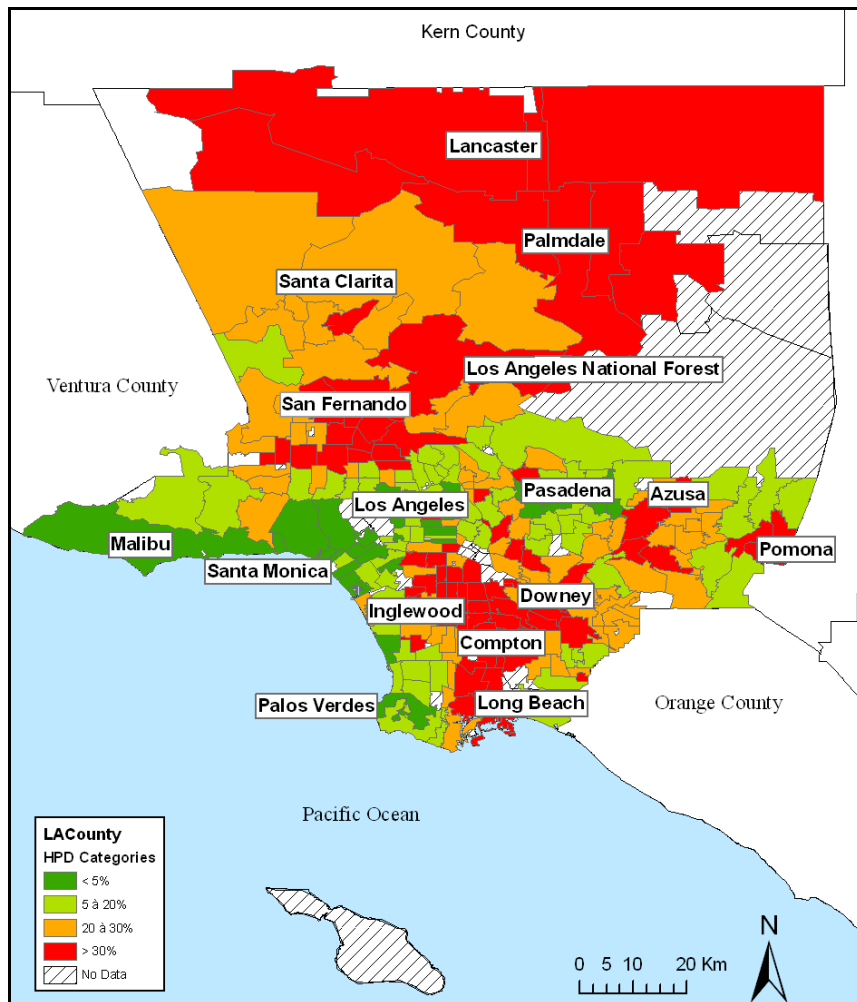 Kern County
Lancaster
Palmdale
Santa Clarita
Los Angeles National Forest
Ventura County
San Fernando
Pasadena
Azusa
Los Angeles
Malibu
Pomona
Santa Monica
Downey
Inglewood
Compton
Palos Verdes
Long Beach
Orange County
Pacific Ocean
LACounty
HPD Categories
< 5%
5 à 20%
20 à 30%
> 30%
No Data
N
0 5 10 20 Km